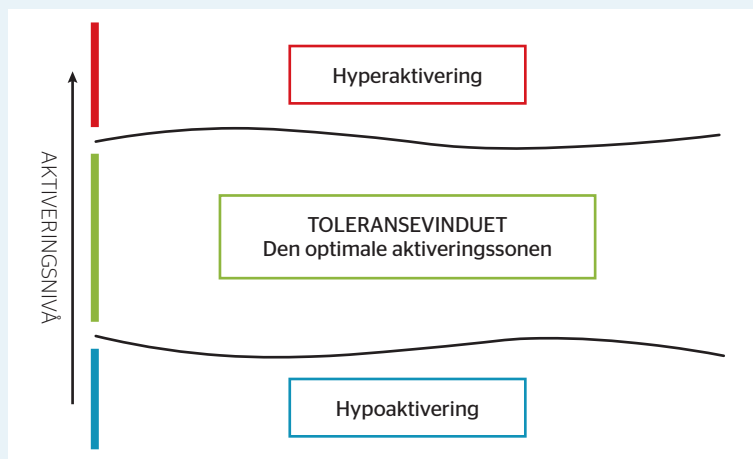 Hyperaktivering
AKTIVERINGSNIVÅ
TOLERANSEVINDUET
Den optimale aktiveringssonen
Hypoaktivering